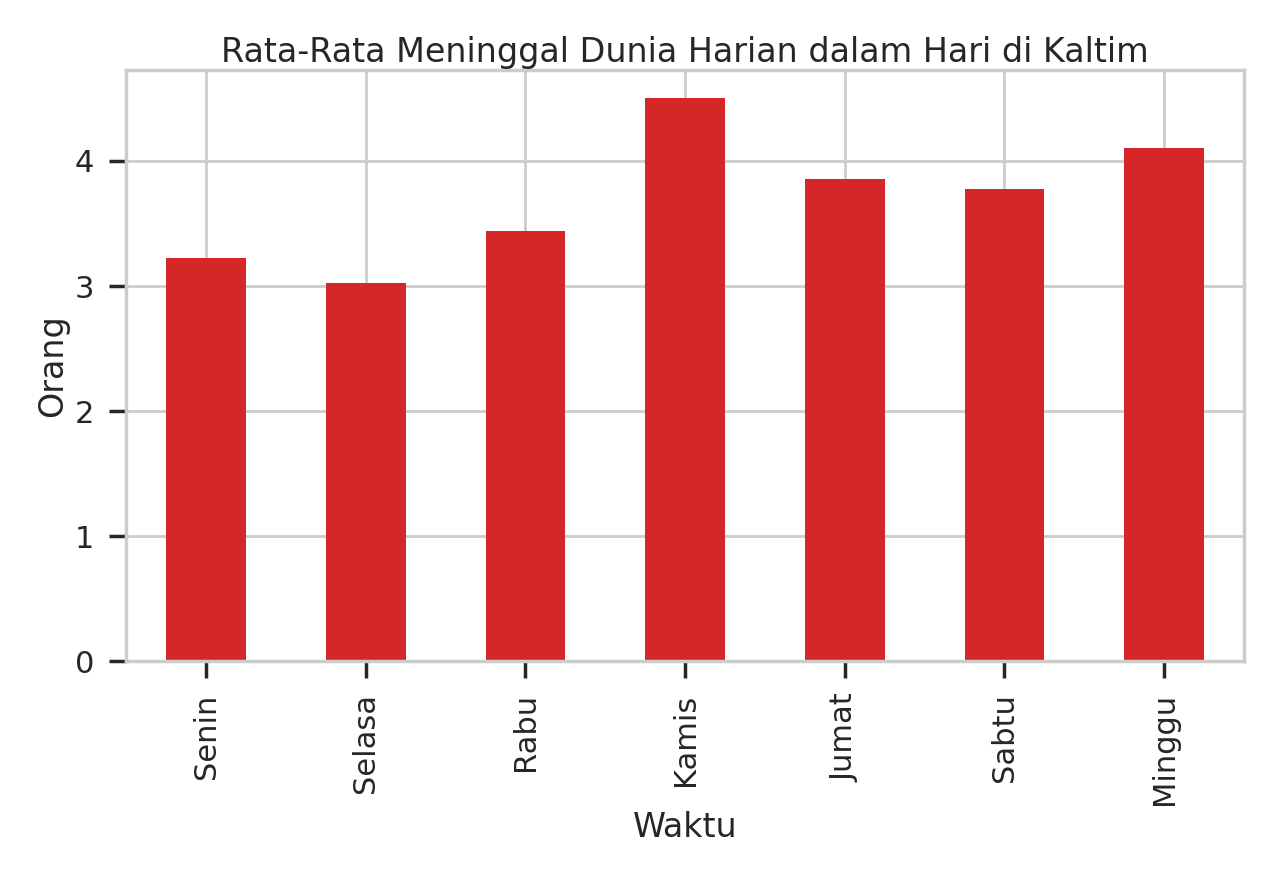 Rata-Rata Meninggal Dunia Harian dalam Hari di Kaltim
4
3
2
1
0
Orang
Senin
Selasa
Rabu
Kamis
Jumat
Sabtu
Minggu
Waktu